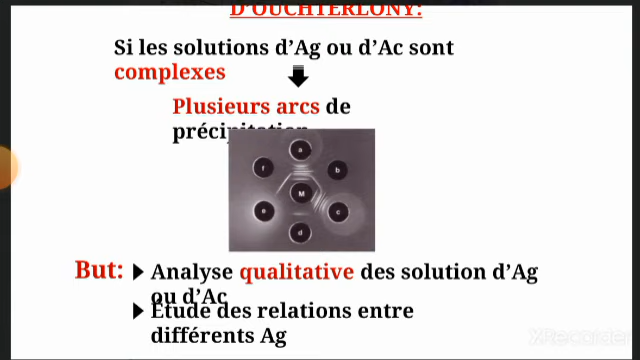 D'OUCHTERLONY:
Si les solutions d'Ag ou d'Ac sont
complexes
Plusieurs arcs de
précipitation
a
f
b
M
e
c
d
But:
Analyse qualitative des solution d'Ag
ou d'Ac
Étude des relations entre
différents Ag
XRecorder